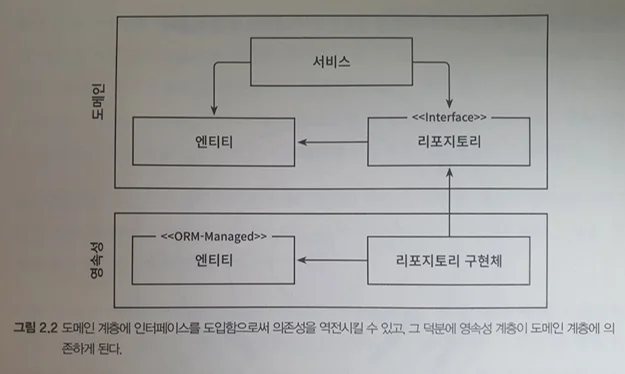 도메인
서비스
엔티티
<<Interface>>
리포지토리
영속성
<<ORM-Managed>>
엔티티
리포지토리 구현체
그림 2.2 도메인 계층에 인터페이스를 도입함으로써 의존성을 역전시킬 수 있고, 그 덕분에 영속성 계층이 도메인 계층에 의
존하게 된다.